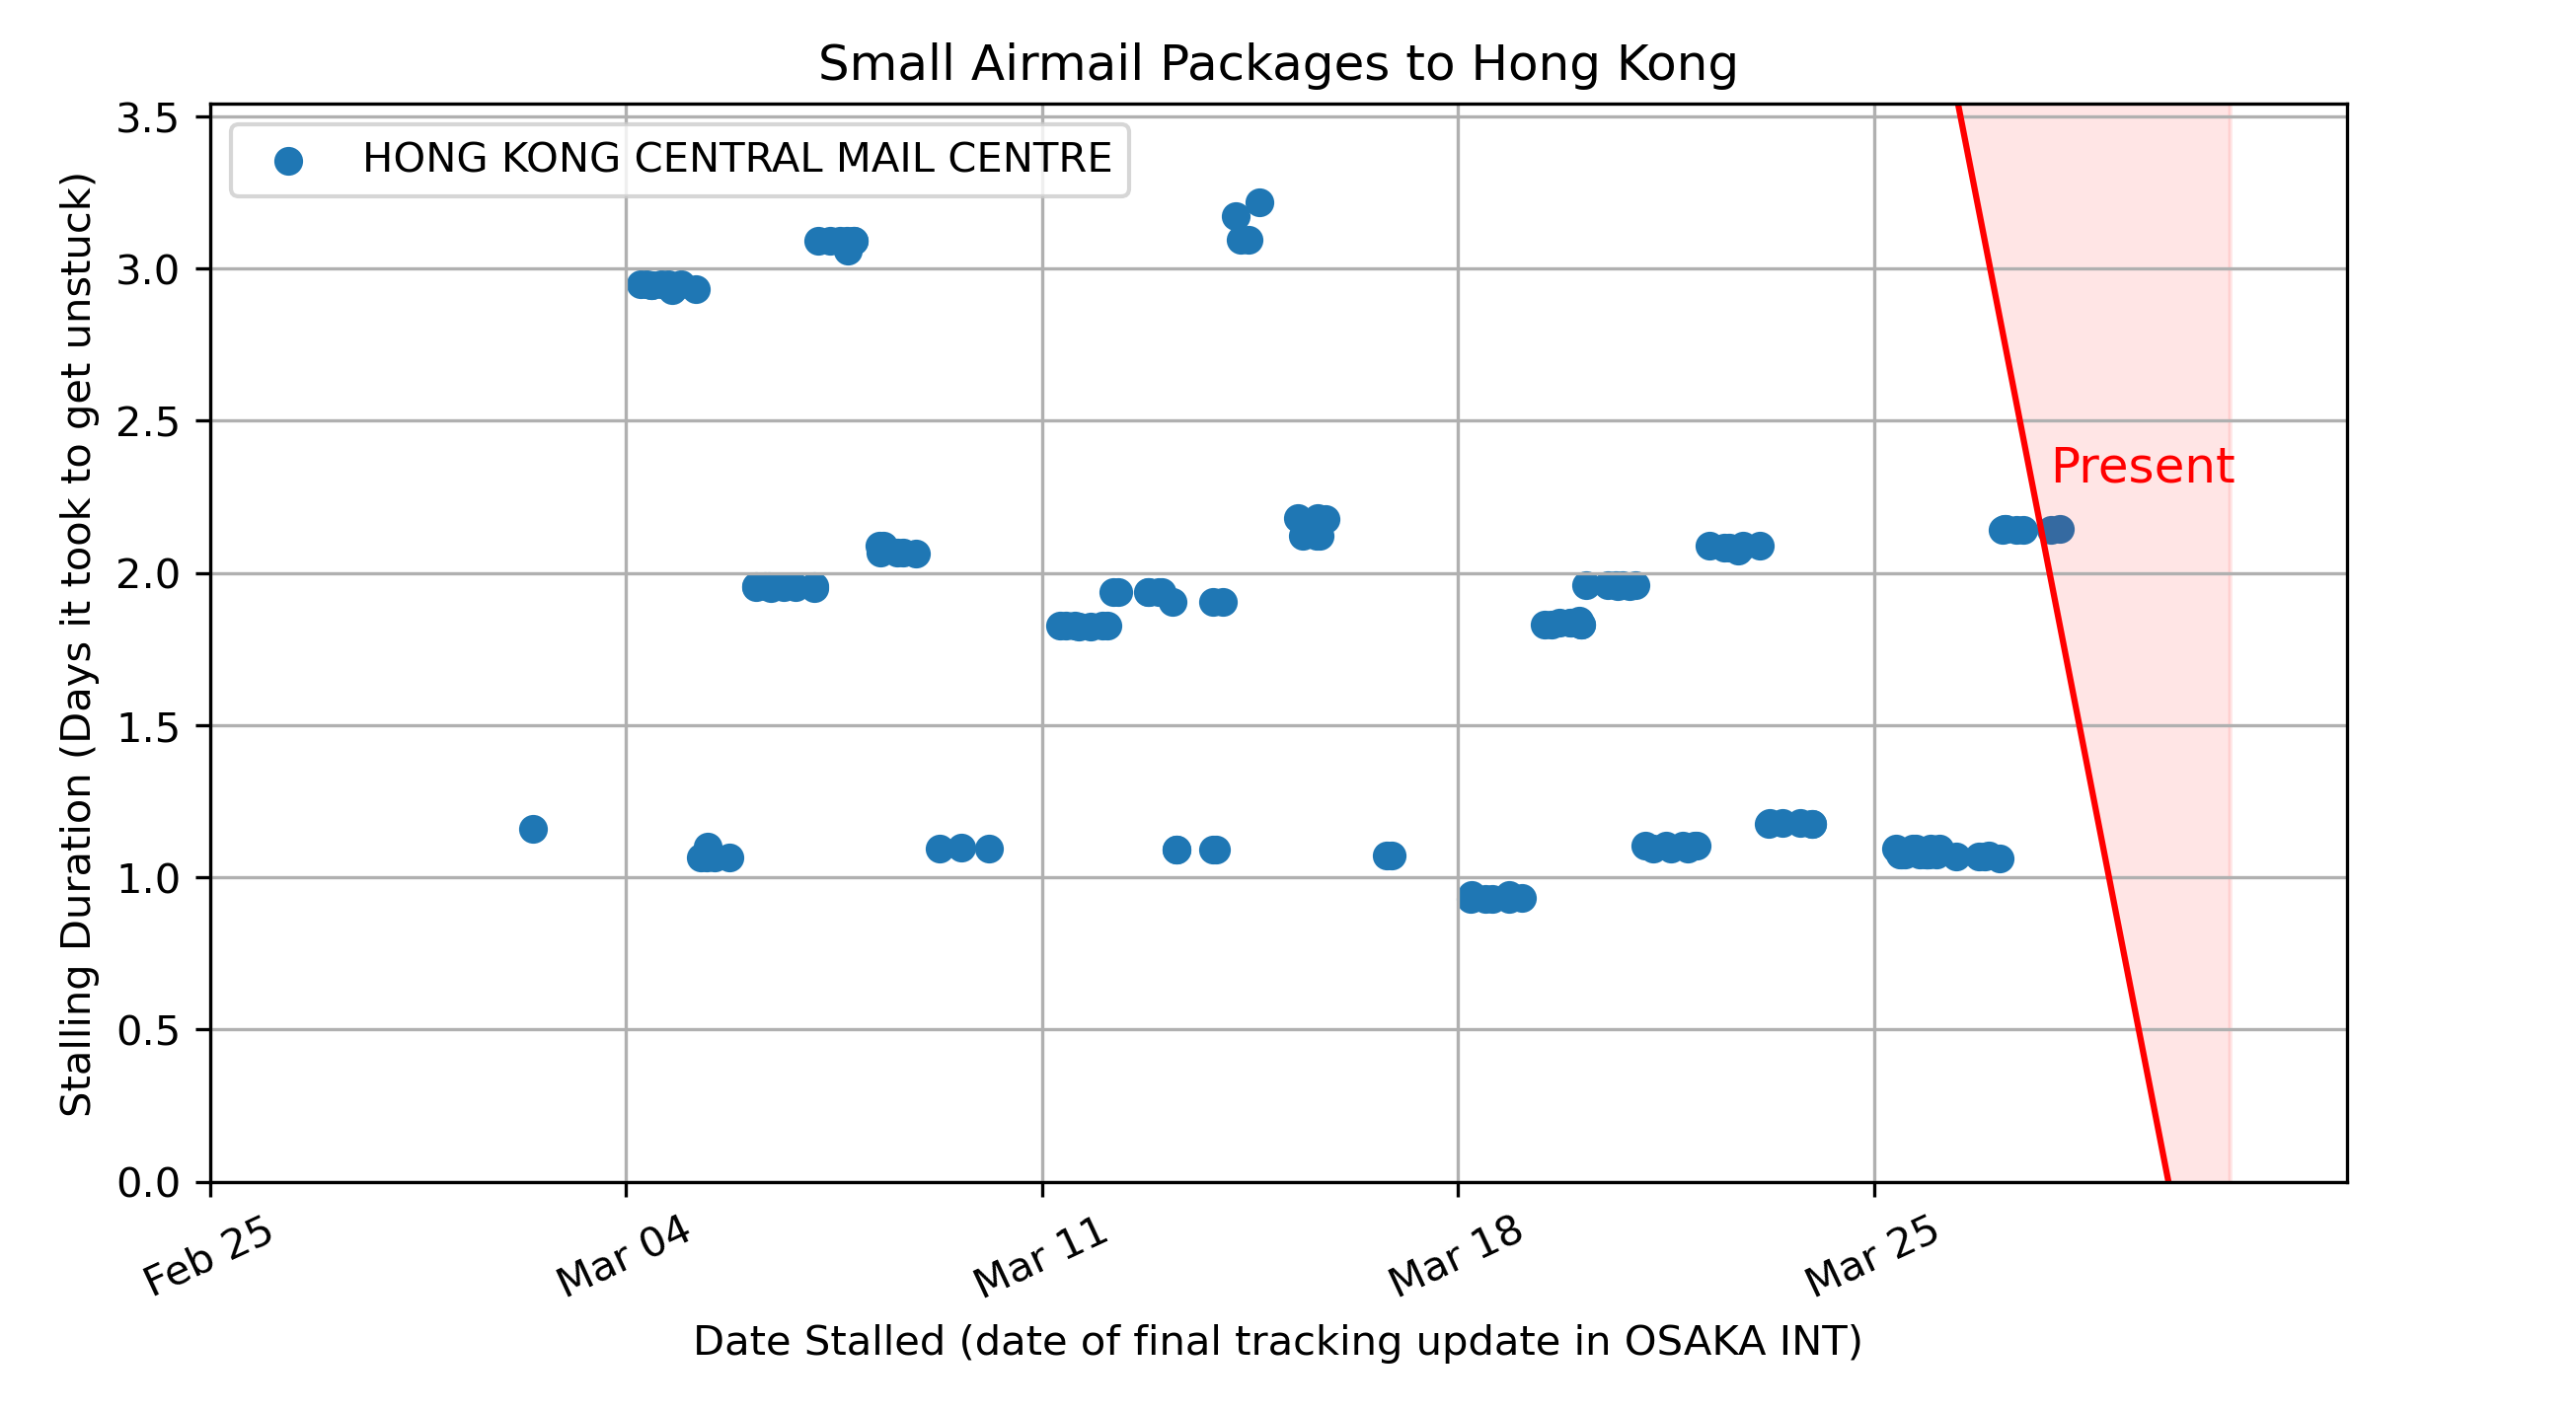 Small Airmail Packages to Hong Kong
HONG KONG CENTRAL MAIL CENTRE
Stalling Duration (Days it took to get unstuck)
3.5
3.0
2.5
2.0
1.5
1.0
0.5
0.0
Present
Feb 25
Mar 04
Mar 11
Mar 18
Mar 25
Date Stalled (date of final tracking update in OSAKA INT)